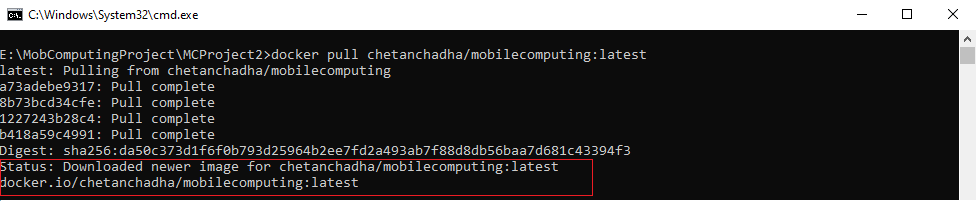 C:\Windows\System32\cmd.exe
E:\MobComputingProject\MCProject2>docker pull chetanchadha/mobilecomputing:latest
latest: Pulling from chetanchadha/mobilecomputing
a73adebe9317: Pull complete
8b73bcd34cfe: Pull complete
1227243b28c4: Pull complete
b418a59c4991: Pull complete
Digest: sha256:da50c373d1f6f0b793d25964b2ee7fd2a493ab7f88d8db56baa7d681c43394f3
Status: Downloaded newer image for chetanchadha/mobilecomputing:latest
docker.io/chetanchadha/mobilecomputing:latest